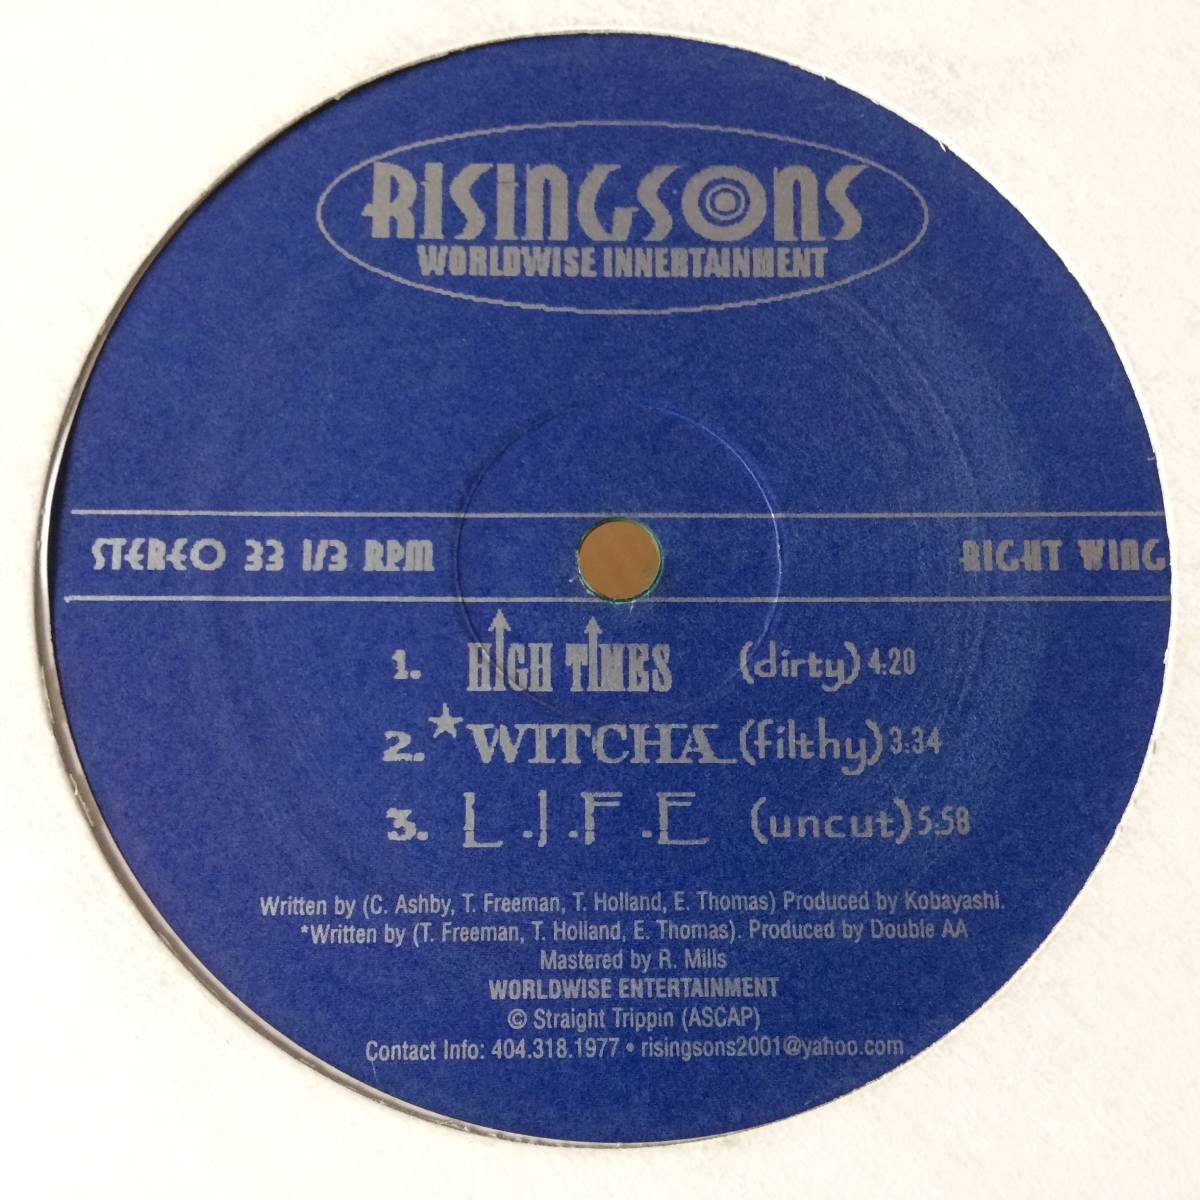 RISINGSONS
WORLDWISE INNERTAINMENT
STEREO 33 1/3 RPM
RIGHT WING
1. HIGH TIMES (dirty) 4:20
2. *WITCHA (filthy) 3:34
3. L.I.F.E (uncut) 5:58
Written by (C. Ashby, T. Freeman, T. Holland, E. Thomas) Produced by Kobayashi.
*Written by (T. Freeman, T. Holland, E. Thomas). Produced by Double AA
Mastered by R. Mills
WORLDWISE ENTERTAINMENT
© Straight Trippin (ASCAP)
Contact Info: 404.318.1977 • risingsons2001@yahoo.com